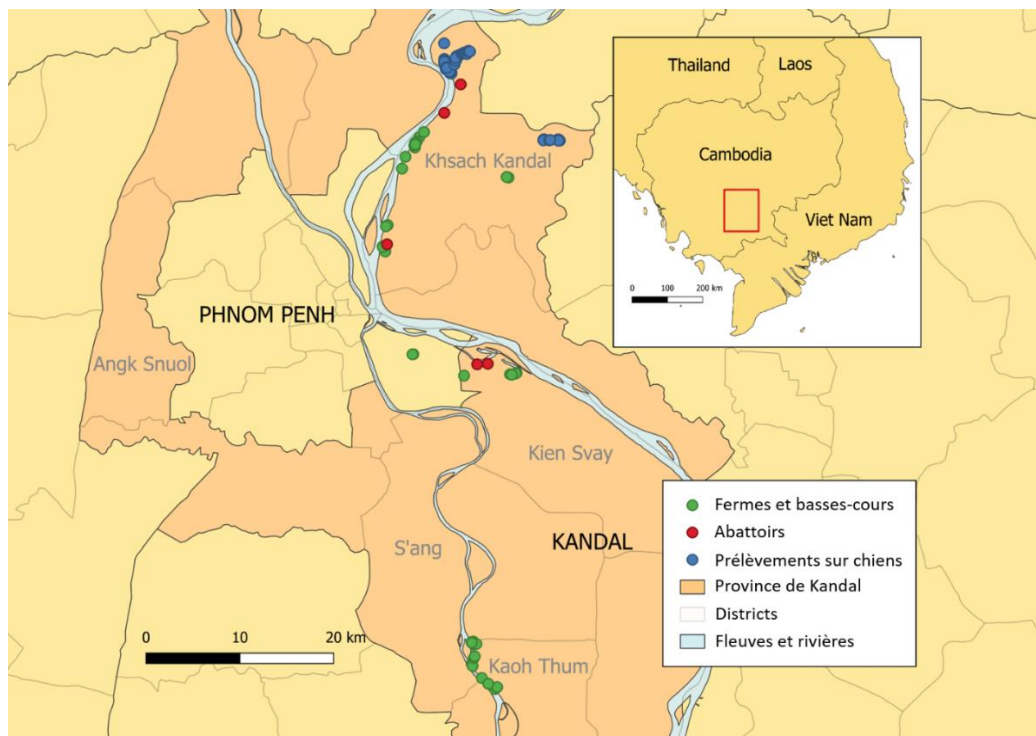 Thailand
Laos
Cambodia
Viet Nam
0 100 200 km
Khsach Kandal
PHNOM PENH
Angk Snuol
Kien Svay
S'ang
KANDAL
Kaoh Thum
0 10 20 km
Fermes et basses-cours
Abattoirs
Prélèvements sur chiens
Province de Kandal
Districts
Fleuves et rivières